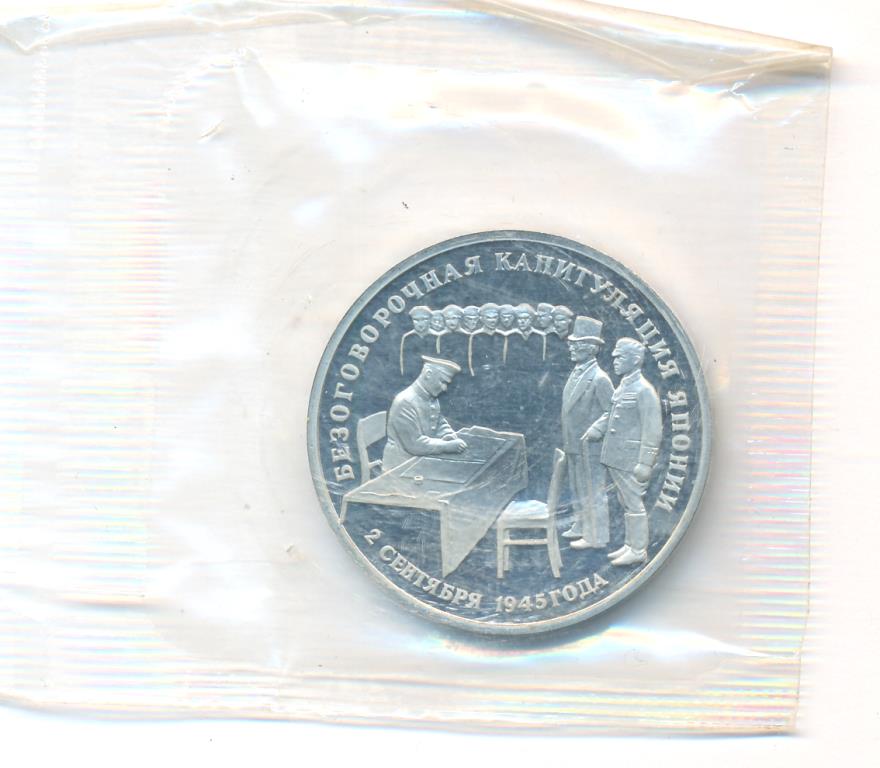 БЕЗОГОВОРОЧНАЯ КАПИТУЛЯЦИЯ ЯПОНИИ
2 СЕНТЯБРЯ 1945 ГОДА